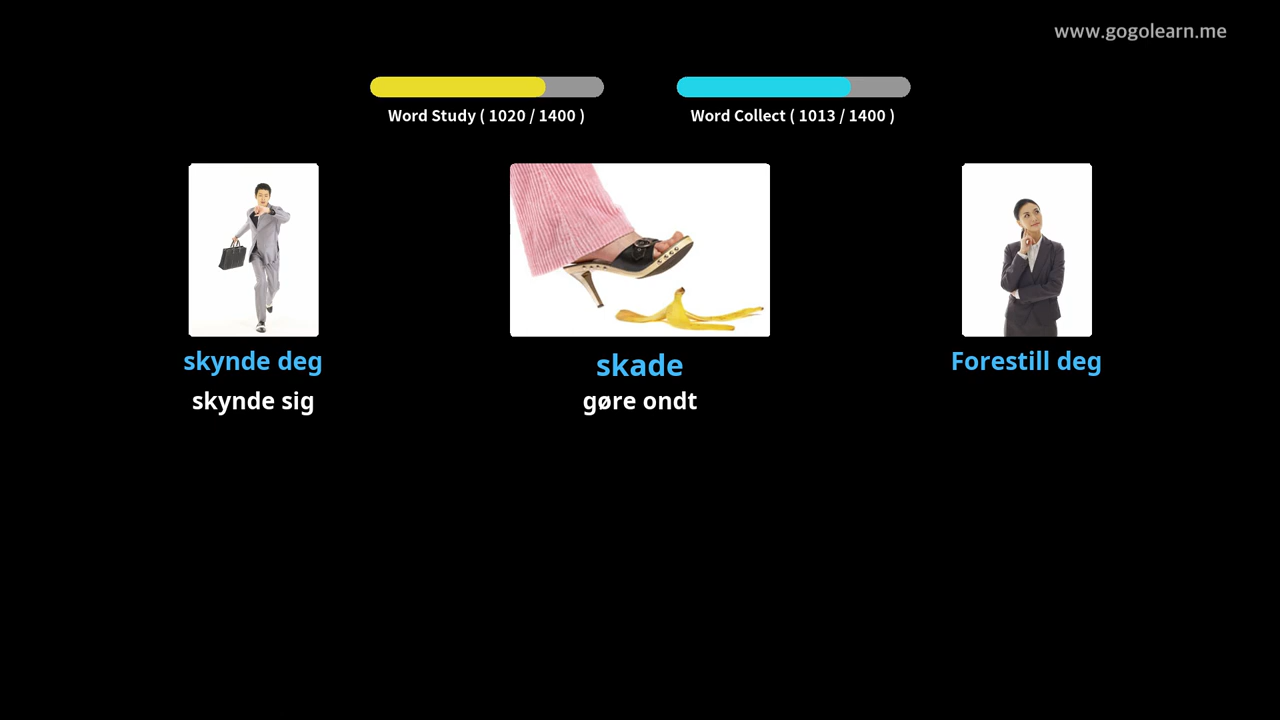 www.gogolearn.me
Word Study ( 1020 / 1400 )
Word Collect ( 1013 / 1400 )
skynde deg
skynde sig
skade
gøre ondt
Forestill deg